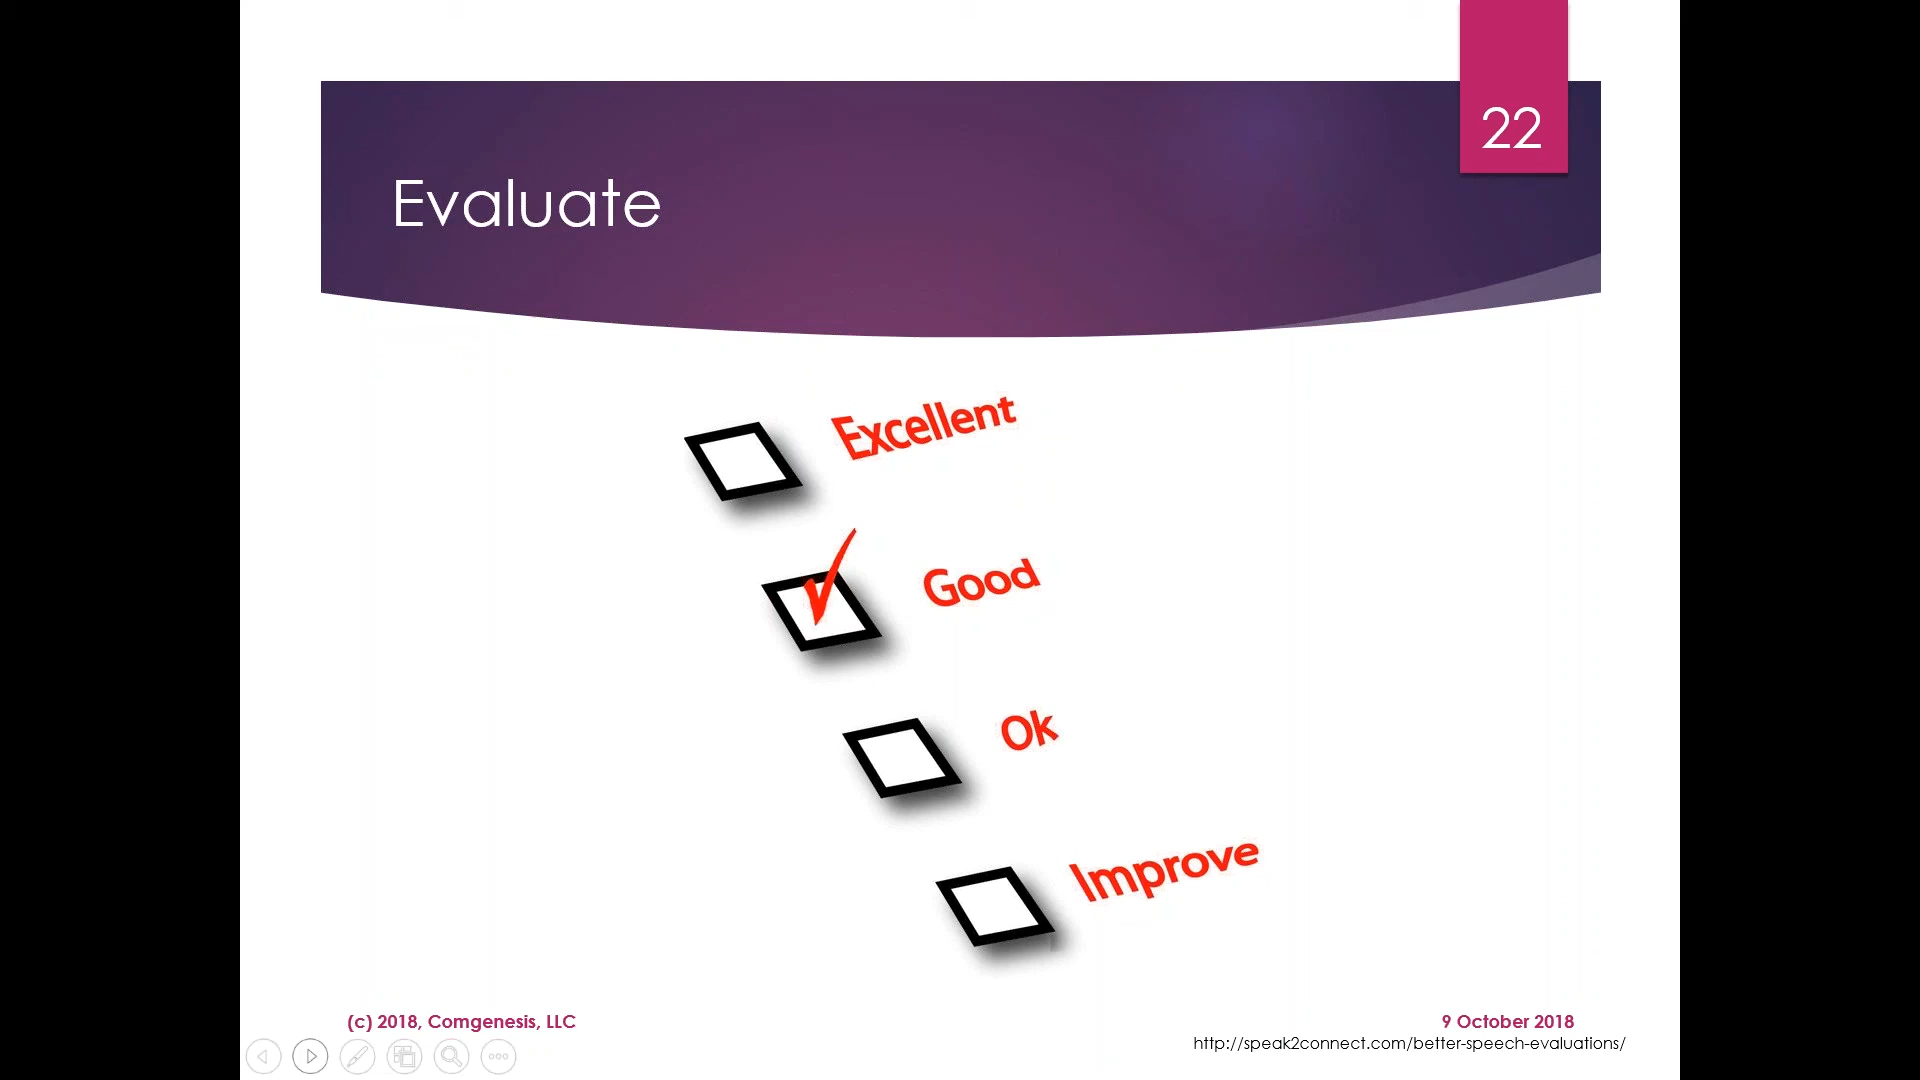 22
Evaluate
Excellent
Good
Ok
Improve
(c) 2018, Comgenesis, LLC
9 October 2018
http://speak2connect.com/better-speech-evaluations/